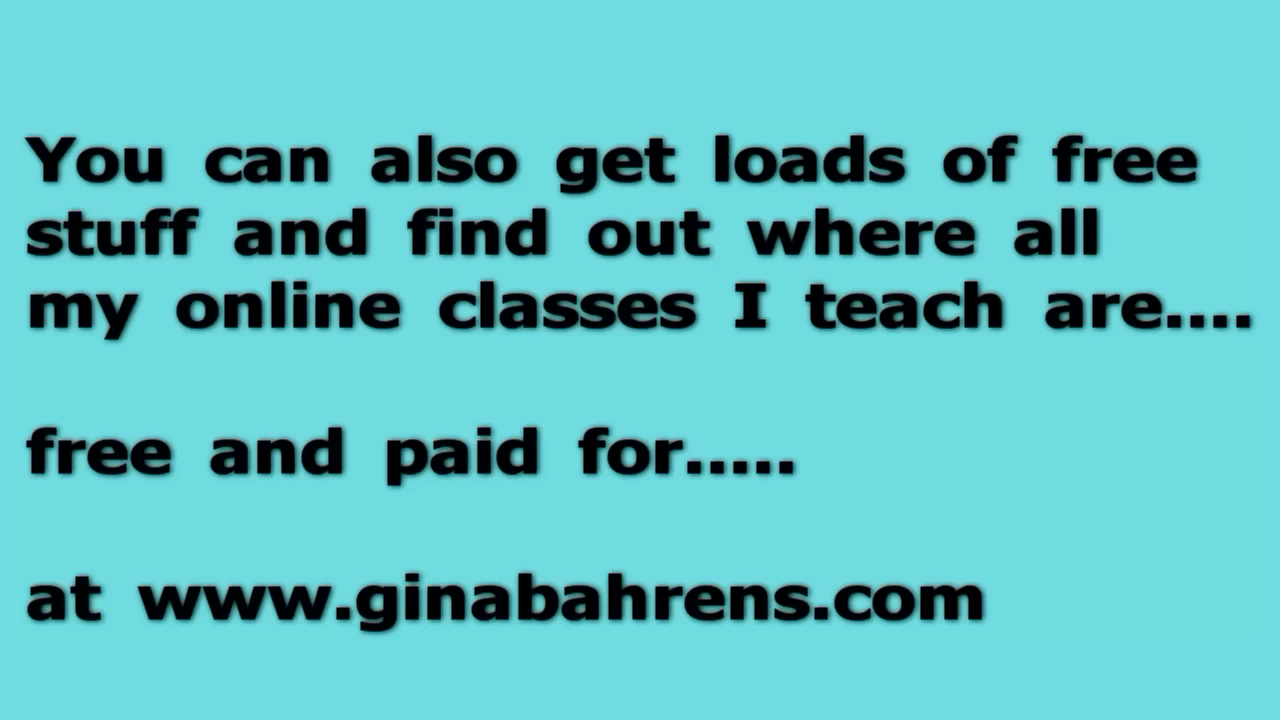 You can also get loads of free
stuff and find out where all
my online classes I teach are....
free and paid for.....
at www.ginabahrens.com